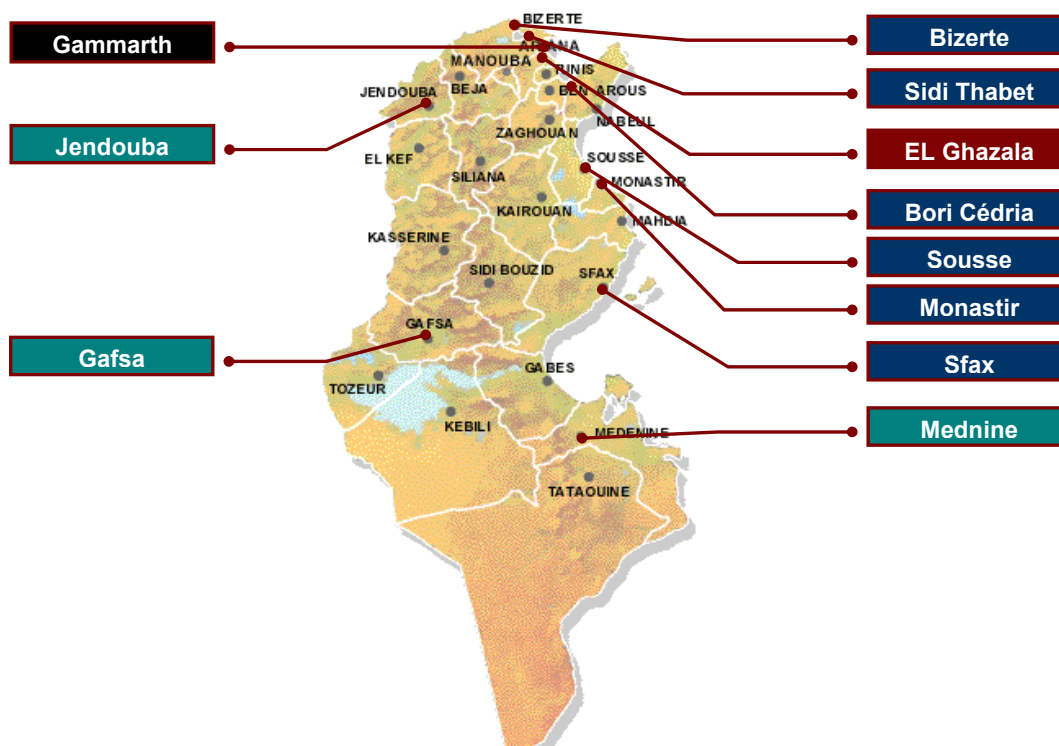 Gammarth
Jendouba
Gafsa
BIZERTE
ARIANA
MANOUBA
TUNIS
JENDOUBA
BEJA
BEN AROUS
NABEUL
ZAGHOUAN
EL KEF
SILIANA
SOUSSE
MONASTIR
KAIROUAN
MAHDIA
KASSERINE
SIDI BOUZID
SFAX
GAFSA
GABES
TOZEUR
KEBILI
MEDENINE
TATAOUINE
Bizerte
Sidi Thabet
EL Ghazala
Bori Cédria
Sousse
Monastir
Sfax
Mednine